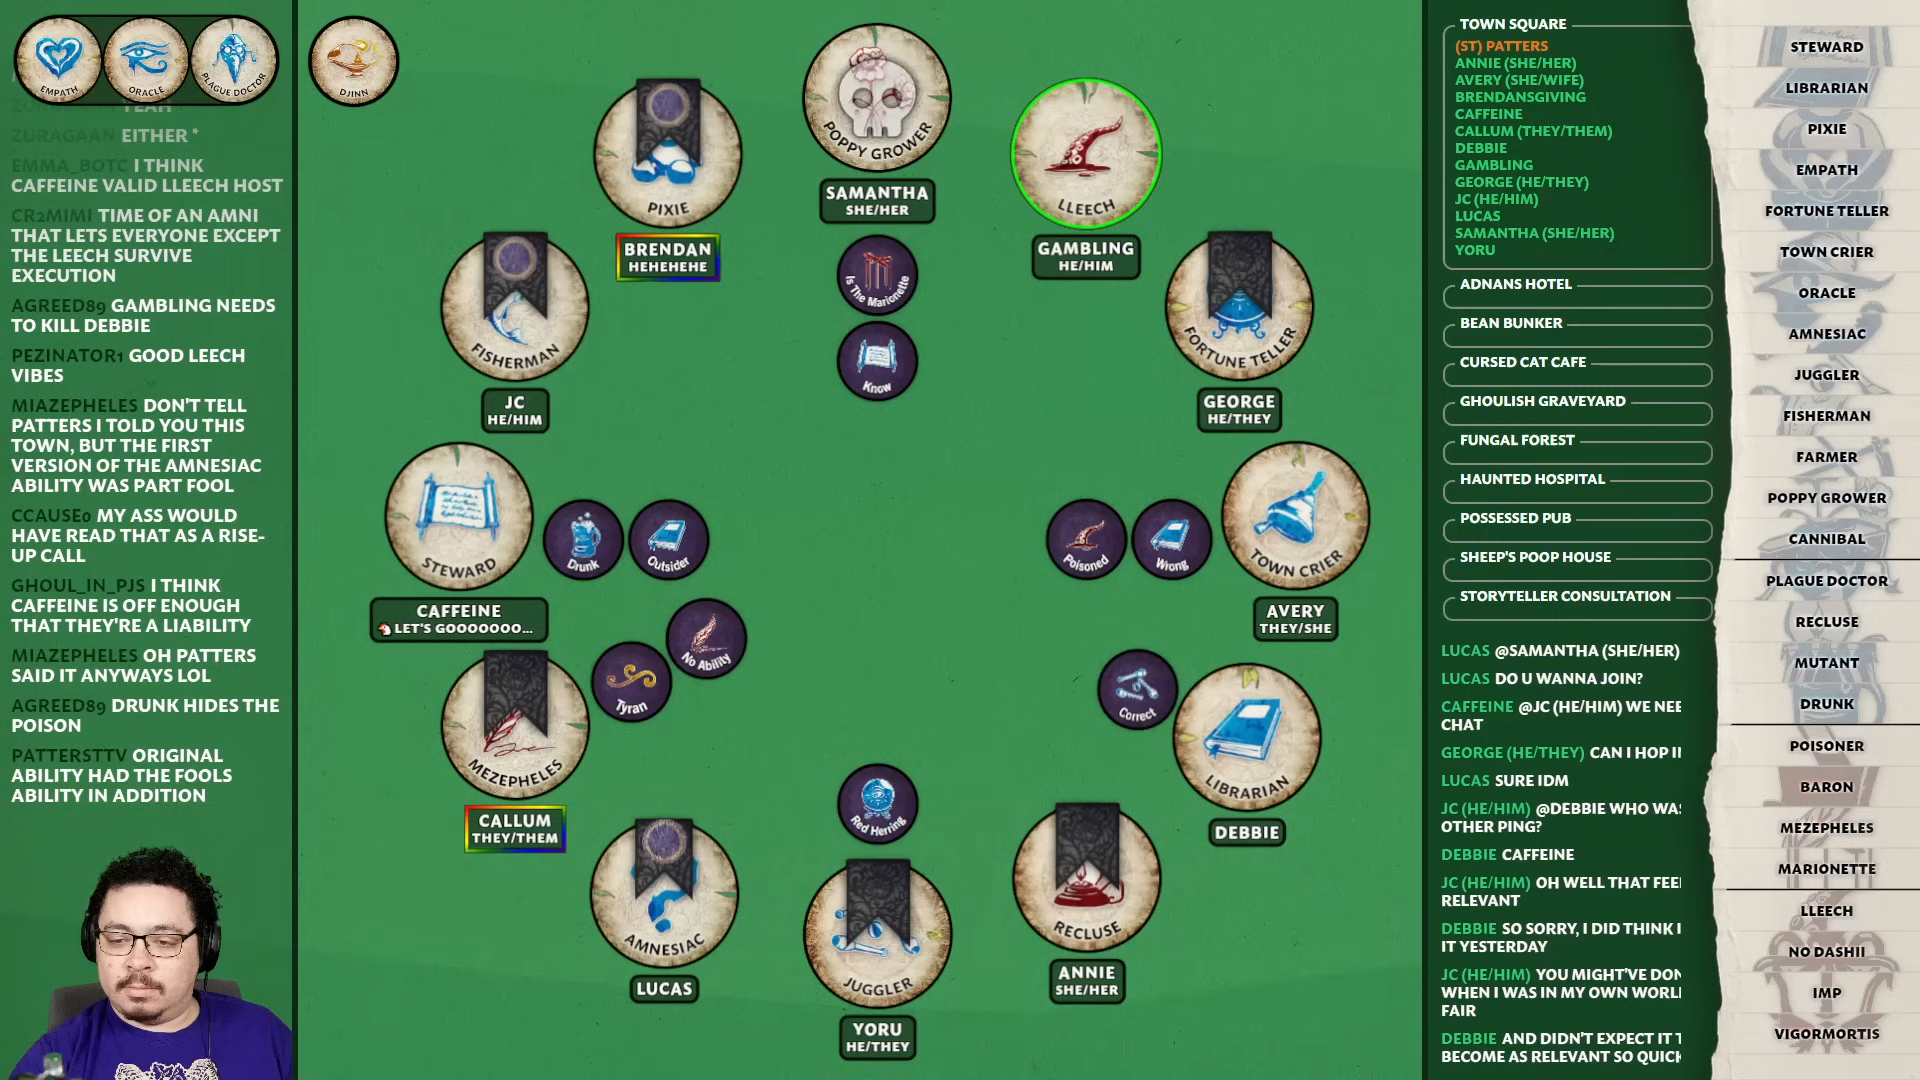 EMPATH
ORACLE
PLAGUE DOCTOR
DJINN
YEAH
ZURAGAAN EITHER *
EMMA_BOTC I THINK
CAFFEINE VALID LLEECH HOST
CR2MIMI TIME OF AN AMNI
THAT LETS EVERYONE EXCEPT
THE LEECH SURVIVE
EXECUTION
AGREED89 GAMBLING NEEDS
TO KILL DEBBIE
PEZINATOR1 GOOD LEECH
VIBES
MIAZEPHELES DON'T TELL
PATTERS I TOLD YOU THIS
TOWN, BUT THE FIRST
VERSION OF THE AMNESIAC
ABILITY WAS PART FOOL
CCAUSE0 MY ASS WOULD
HAVE READ THAT AS A RISE-
UP CALL
GHOUL_IN_PJS I THINK
CAFFEINE IS OFF ENOUGH
THAT THEY'RE A LIABILITY
MIAZEPHELES OH PATTERS
SAID IT ANYWAYS LOL
AGREED89 DRUNK HIDES THE
POISON
PATTERSTTV ORIGINAL
ABILITY HAD THE FOOLS
ABILITY IN ADDITION
POPPY GROWER
SAMANTHA
SHE/HER
Is The Marionette
Know
LLEECH
GAMBLING
HE/HIM
FORTUNE TELLER
GEORGE
HE/THEY
TOWN CRIER
AVERY
THEY/SHE
Poisoned
Wrong
LIBRARIAN
DEBBIE
Correct
RECLUSE
ANNIE
SHE/HER
JUGGLER
YORU
HE/THEY
Red Herring
AMNESIAC
LUCAS
MEZEPHELES
CALLUM
THEY/THEM
Tyran
No Ability
STEWARD
CAFFEINE
LET'S GOOOOOOO...
Drunk
Outsider
FISHERMAN
JC
HE/HIM
PIXIE
BRENDAN
HEHEHEHE
TOWN SQUARE
(ST) PATTERS
ANNIE (SHE/HER)
AVERY (SHE/WIFE)
BRENDANSGIVING
CAFFEINE
CALLUM (THEY/THEM)
DEBBIE
GAMBLING
GEORGE (HE/THEY)
JC (HE/HIM)
LUCAS
SAMANTHA (SHE/HER)
YORU
ADNANS HOTEL
BEAN BUNKER
CURSED CAT CAFE
GHOULISH GRAVEYARD
FUNGAL FOREST
HAUNTED HOSPITAL
POSSESSED PUB
SHEEP'S POOP HOUSE
STORYTELLER CONSULTATION
LUCAS @SAMANTHA (SHE/HER)
LUCAS DO U WANNA JOIN?
CAFFEINE @JC (HE/HIM) WE NEE
CHAT
GEORGE (HE/THEY) CAN I HOP I
LUCAS SURE IDM
JC (HE/HIM) @DEBBIE WHO WAS
OTHER PING?
DEBBIE CAFFEINE
JC (HE/HIM) OH WELL THAT FEE
RELEVANT
DEBBIE SO SORRY, I DID THINK I
IT YESTERDAY
JC (HE/HIM) YOU MIGHT'VE DON
WHEN I WAS IN MY OWN WORL
FAIR
DEBBIE AND DIDN'T EXPECT IT T
BECOME AS RELEVANT SO QUICK
STEWARD
LIBRARIAN
PIXIE
EMPATH
FORTUNE TELLER
TOWN CRIER
ORACLE
AMNESIAC
JUGGLER
FISHERMAN
FARMER
POPPY GROWER
CANNIBAL
PLAGUE DOCTOR
RECLUSE
MUTANT
DRUNK
POISONER
BARON
MEZEPHELES
MARIONETTE
LLEECH
NO DASHII
IMP
VIGORMORTIS